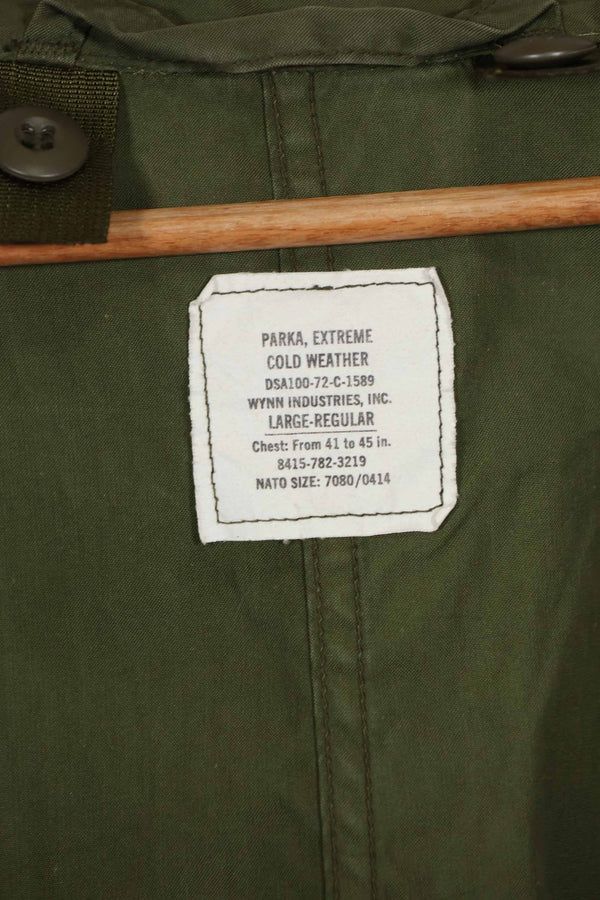 PARKA, EXTREME
COLD WEATHER
DSA100-72-C-1589
WYNN INDUSTRIES, INC.
LARGE-REGULAR
Chest: From 41 to 45 in.
8415-782-3219
NATO SIZE: 7080/0414